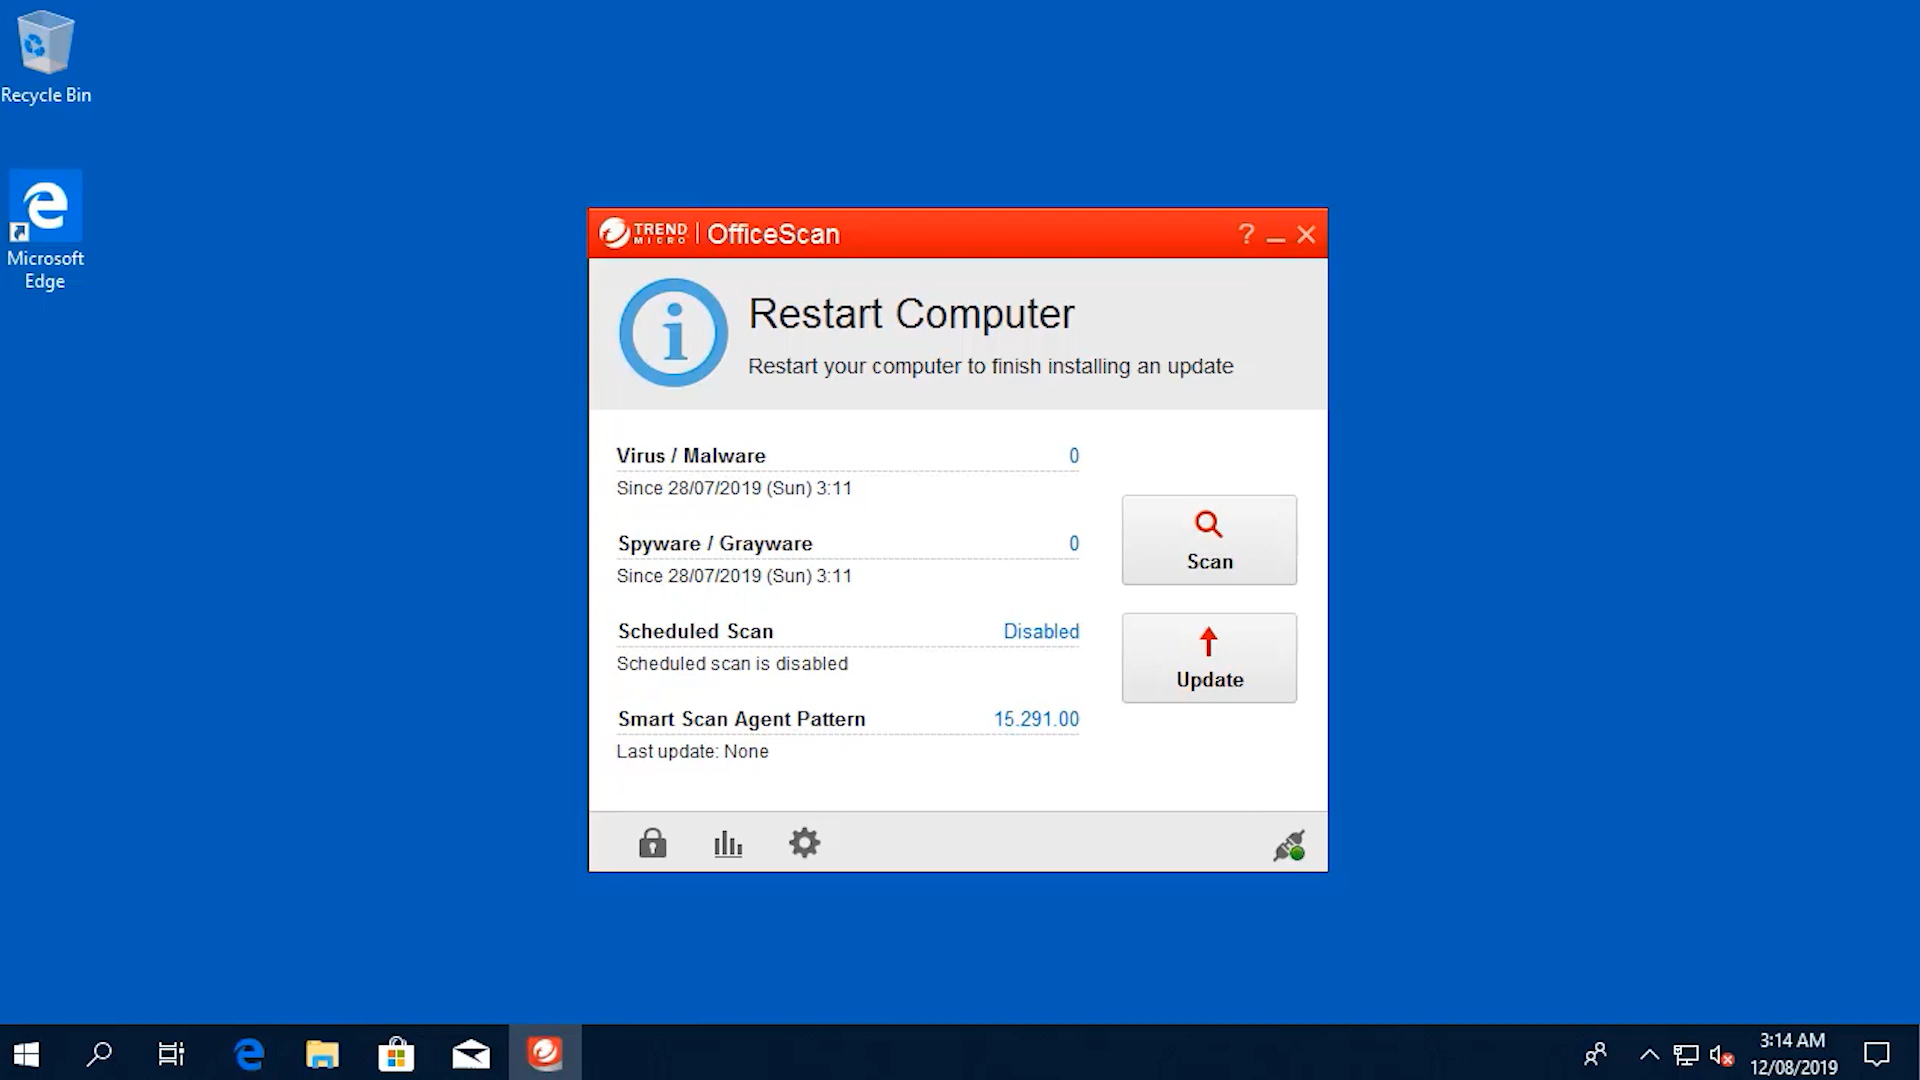 Recycle Bin
Microsoft
Edge
TREND
MICRO
OfficeScan
Restart Computer
Restart your computer to finish installing an update
Virus / Malware 0
Since 28/07/2019 (Sun) 3:11
Spyware / Grayware 0
Since 28/07/2019 (Sun) 3:11
Scheduled Scan Disabled
Scheduled scan is disabled
Smart Scan Agent Pattern 15.291.00
Last update: None
Scan
Update
3:14 AM
12/08/2019